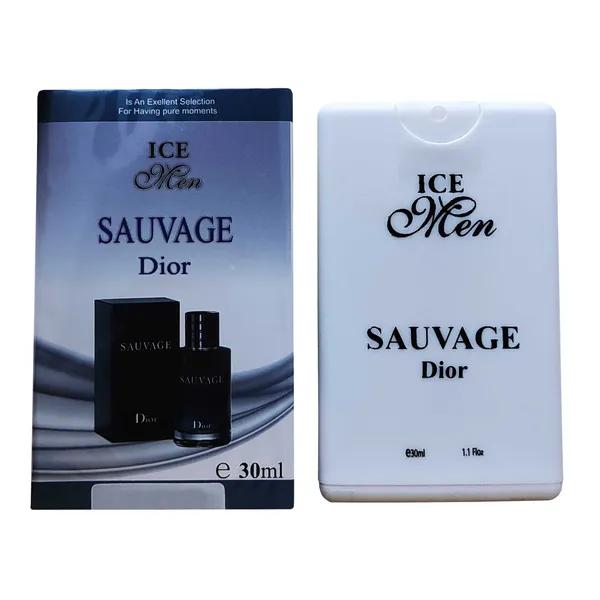 Is An Exellent Selection
For Having pure moments
ICE
Men
SAUVAGE
Dior
SAUVAGE
Dior
SAUVAGE
Dior
e 30ml
ICE
Men
SAUVAGE
Dior
e30ml 1.1 Floz